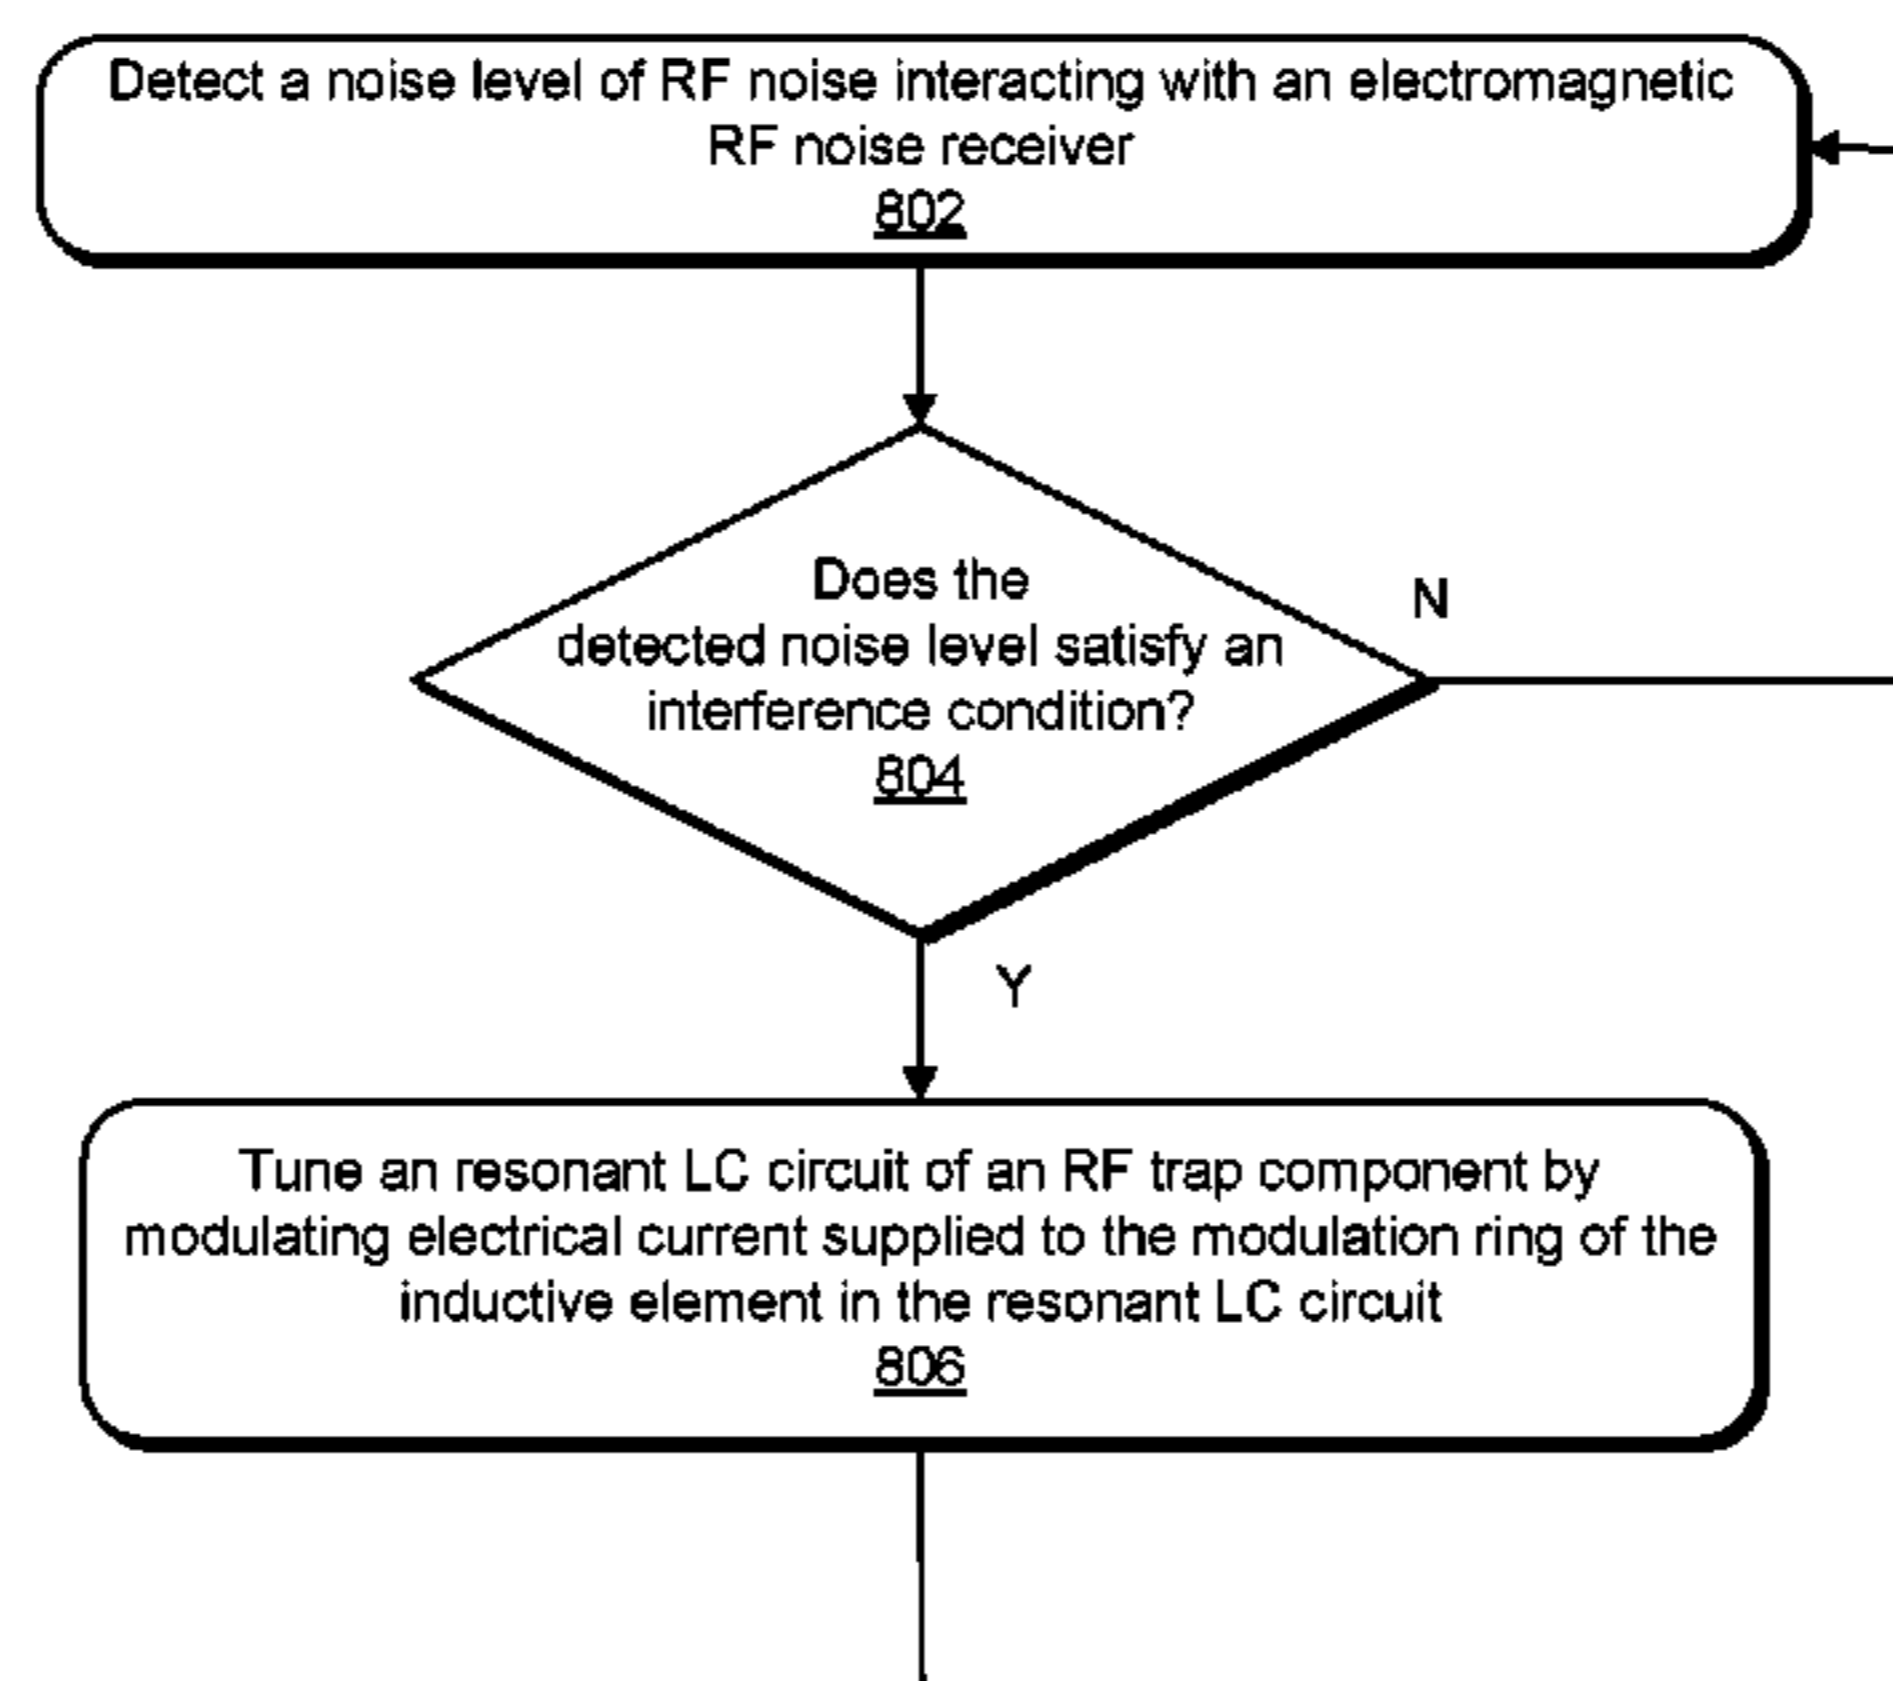 Detect a noise level of RF noise interacting with an electromagnetic
RF noise receiver
802
Does the
detected noise level satisfy an
interference condition?
804
N
Y
Tune an resonant LC circuit of an RF trap component by
modulating electrical current supplied to the modulation ring of the
inductive element in the resonant LC circuit
806